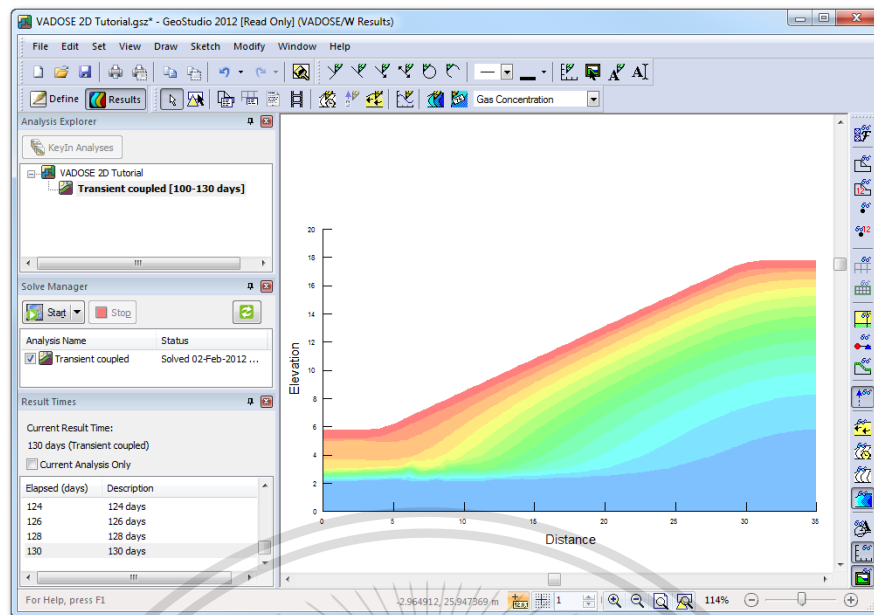 VADOSE 2D Tutorial.gsz* - GeoStudio 2012 [Read Only] (VADOSE/W Results)
File Edit Set View Draw Sketch Modify Window Help
Define Results Gas Concentration
Analysis Explorer
KeyIn Analyses
VADOSE 2D Tutorial
Transient coupled [100-130 days]
Solve Manager
Start Stop
Analysis Name Status
Transient coupled Solved 02-Feb-2012 ...
Result Times
Current Result Time:
130 days (Transient coupled)
Current Analysis Only
Elapsed (days) Description
124 124 days
126 126 days
128 128 days
130 130 days
20
18
16
14
12
10
8
6
4
2
0
Elevation
0 5 10 15 20 25 30 35
Distance
For Help, press F1 -2.964912, 25.947369 m 1 114%